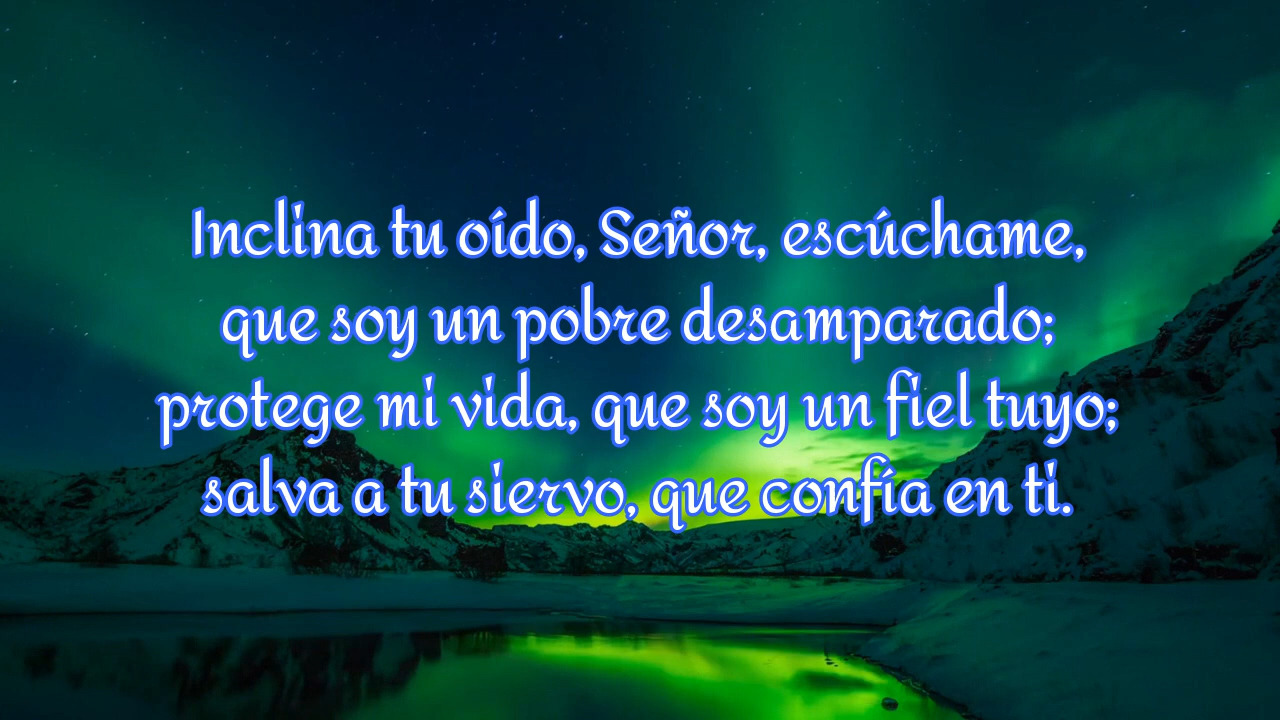 Inclina tu oído, Señor, escúchame,
que soy un pobre desamparado;
protege mi vida, que soy un fiel tuyo;
salva a tu siervo, que confía en ti.